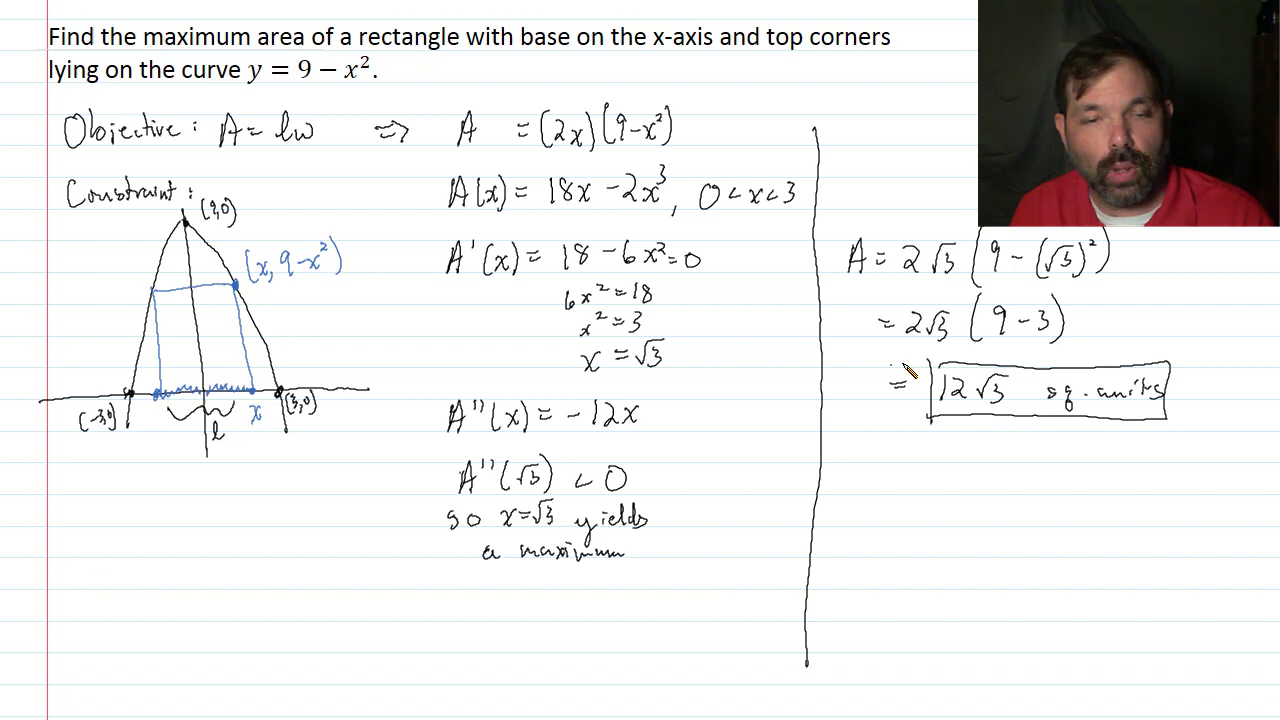 Find the maximum area of a rectangle with base on the x-axis and top corners
lying on the curve y = 9 − x².
Objective: A = lw ⇒ A = (2x)(9-x²)
Constraint:
(9,0)
(x, 9-x²)
(-3,0)
(3,0)
x
l
A(x) = 18x - 2x³, 0 < x < 3
A'(x) = 18 - 6x² = 0
6x² = 18
x² = 3
x = √3
A''(x) = -12x
A''(√3) < 0
so x=√3 yields
a maximum
A = 2√3 (9 - (√3)²)
= 2√3 (9 - 3)
= 12√3 sq. units